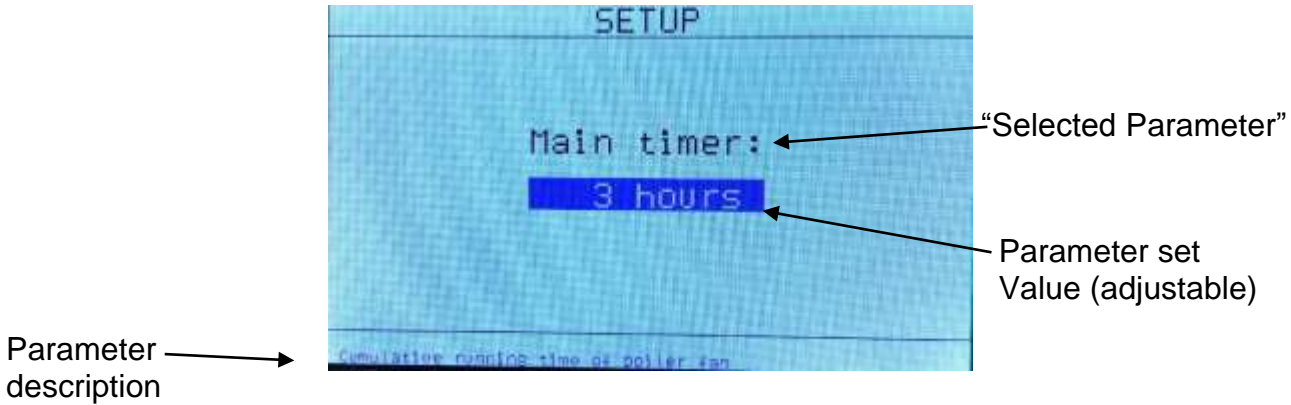 SETUP
Main timer:
"Selected Parameter"
3 hours
Parameter set
Value (adjustable)
Parameter
description
Cumulative running time of boiler fan